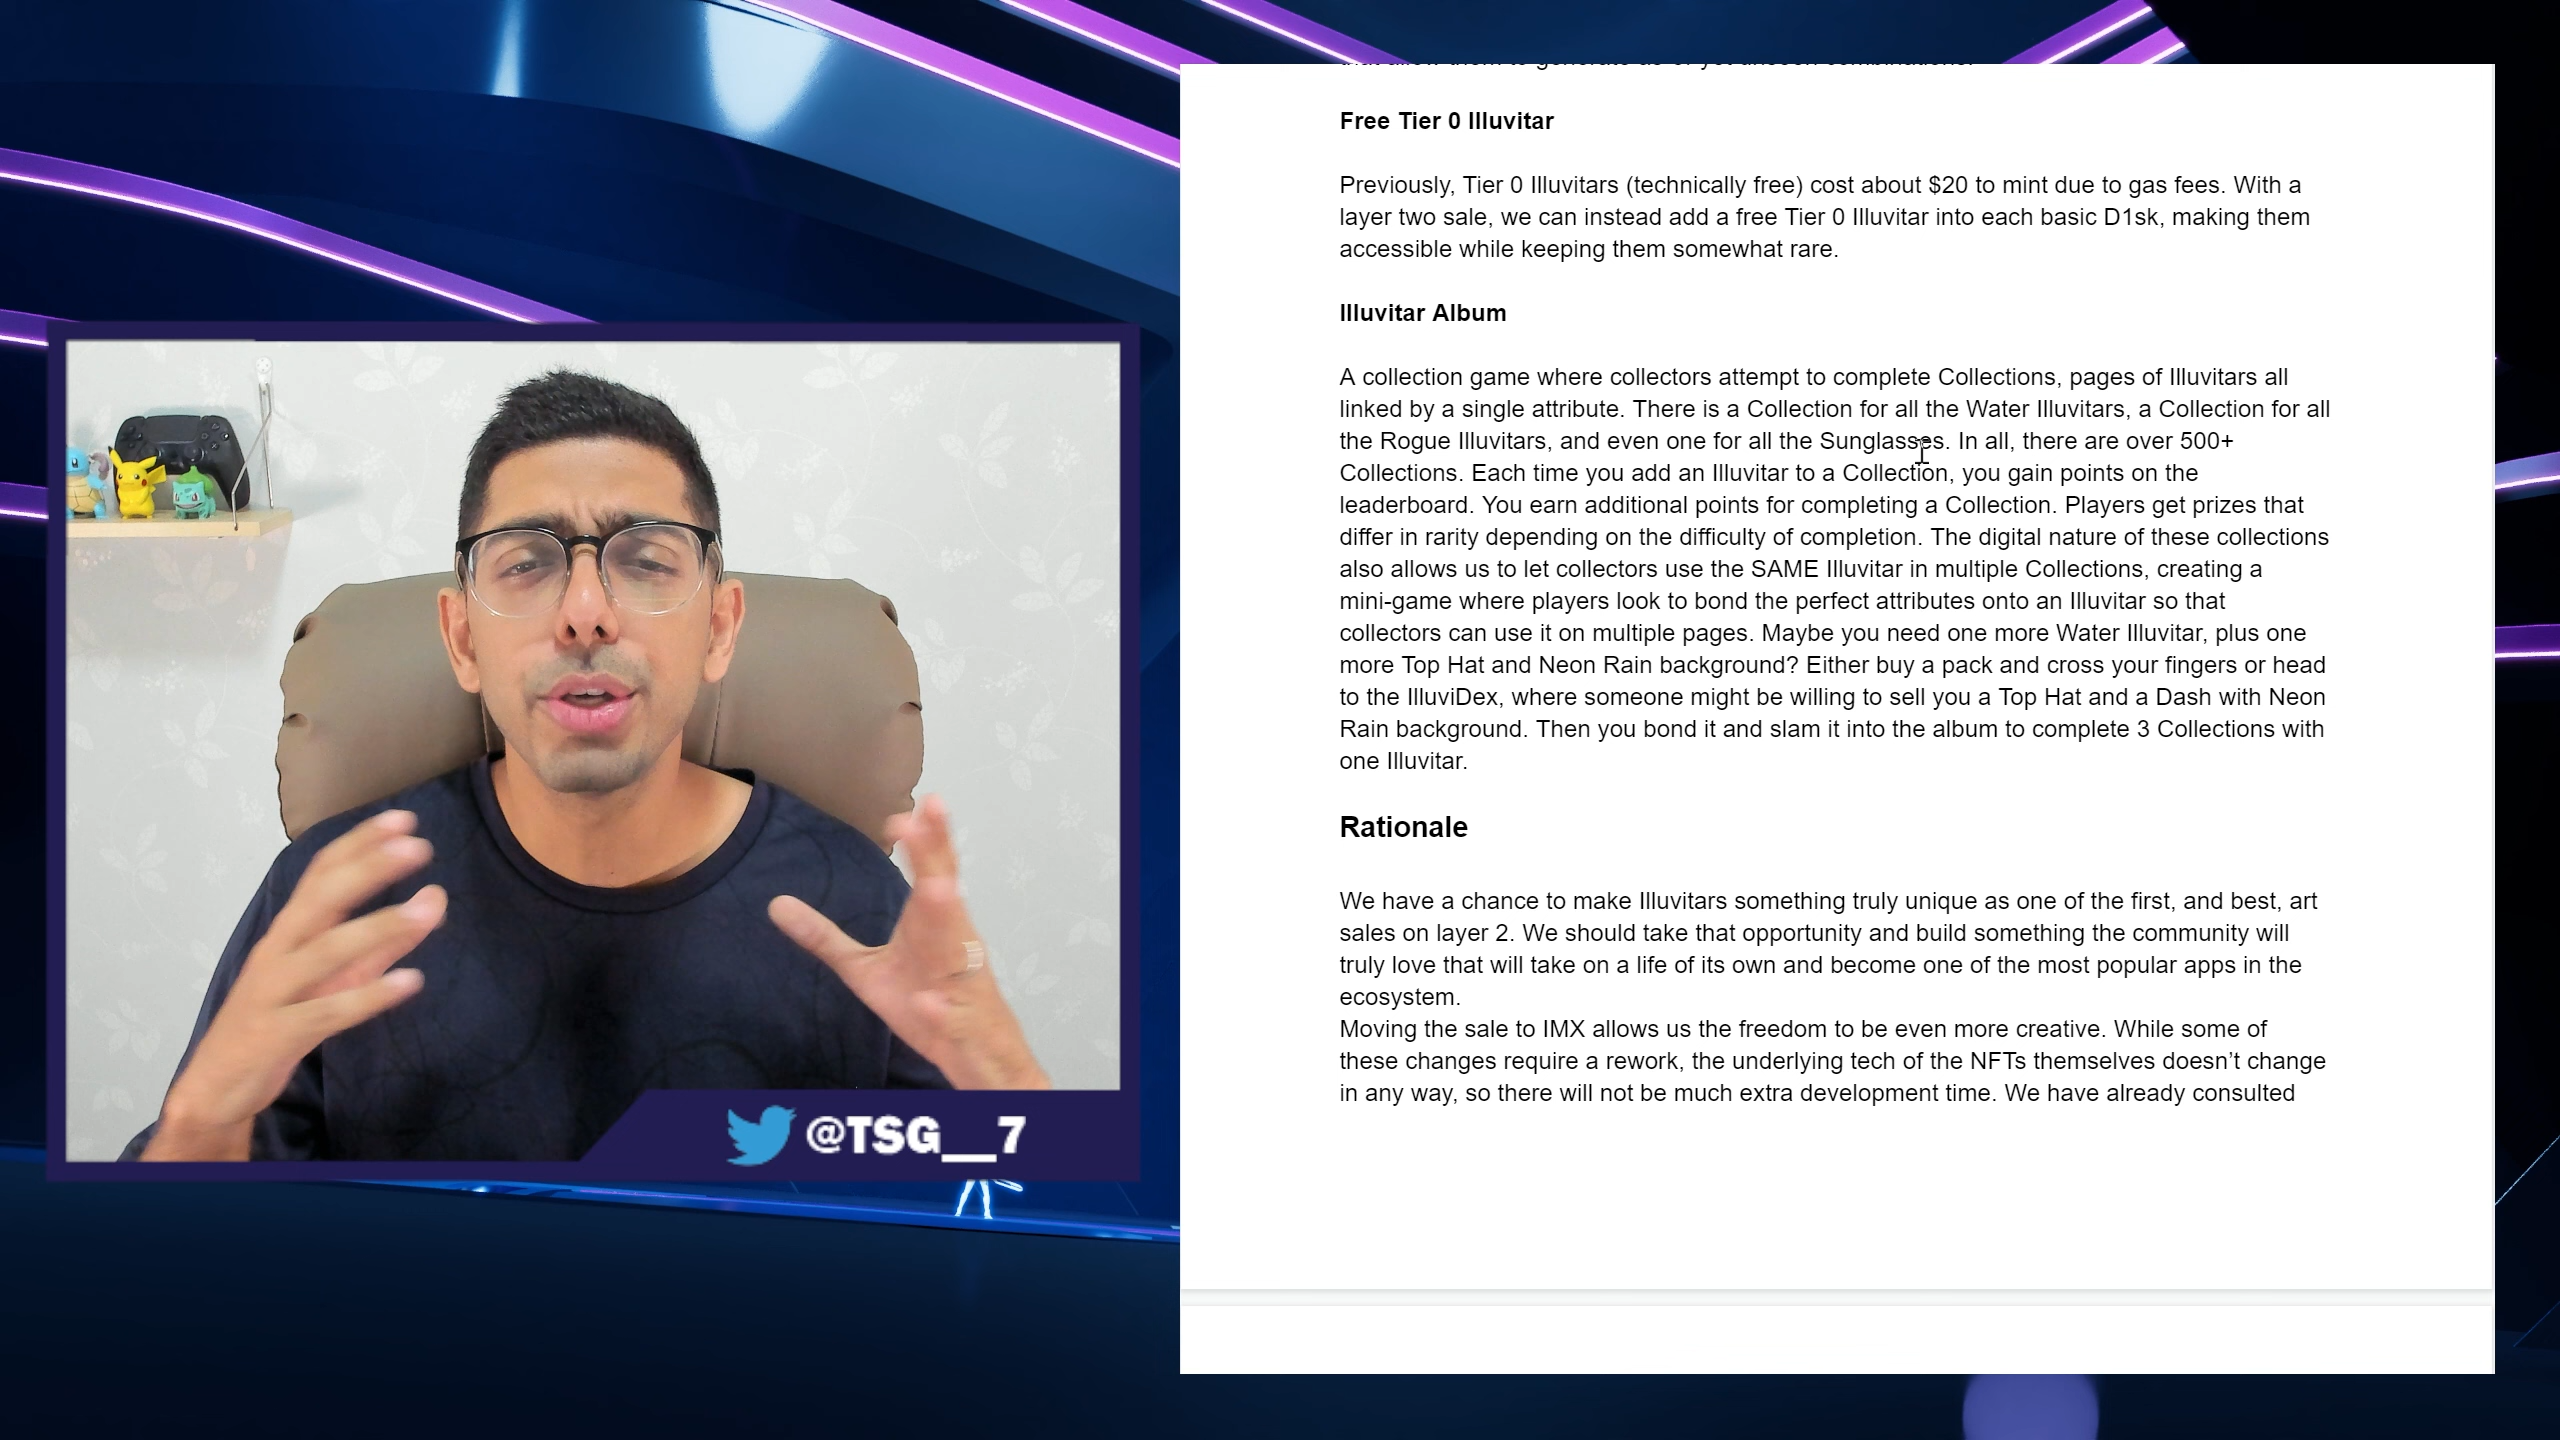 Free Tier 0 Illuvitar
Previously, Tier 0 Illuvitars (technically free) cost about $20 to mint due to gas fees. With a
layer two sale, we can instead add a free Tier 0 Illuvitar into each basic D1sk, making them
accessible while keeping them somewhat rare.
Illuvitar Album
A collection game where collectors attempt to complete Collections, pages of Illuvitars all
linked by a single attribute. There is a Collection for all the Water Illuvitars, a Collection for all
the Rogue Illuvitars, and even one for all the Sunglasses. In all, there are over 500+
Collections. Each time you add an Illuvitar to a Collection, you gain points on the
leaderboard. You earn additional points for completing a Collection. Players get prizes that
differ in rarity depending on the difficulty of completion. The digital nature of these collections
also allows us to let collectors use the SAME Illuvitar in multiple Collections, creating a
mini-game where players look to bond the perfect attributes onto an Illuvitar so that
collectors can use it on multiple pages. Maybe you need one more Water Illuvitar, plus one
more Top Hat and Neon Rain background? Either buy a pack and cross your fingers or head
to the IlluviDex, where someone might be willing to sell you a Top Hat and a Dash with Neon
Rain background. Then you bond it and slam it into the album to complete 3 Collections with
one Illuvitar.
Rationale
We have a chance to make Illuvitars something truly unique as one of the first, and best, art
sales on layer 2. We should take that opportunity and build something the community will
truly love that will take on a life of its own and become one of the most popular apps in the
ecosystem.
Moving the sale to IMX allows us the freedom to be even more creative. While some of
these changes require a rework, the underlying tech of the NFTs themselves doesn’t change
in any way, so there will not be much extra development time. We have already consulted
@TSG__7